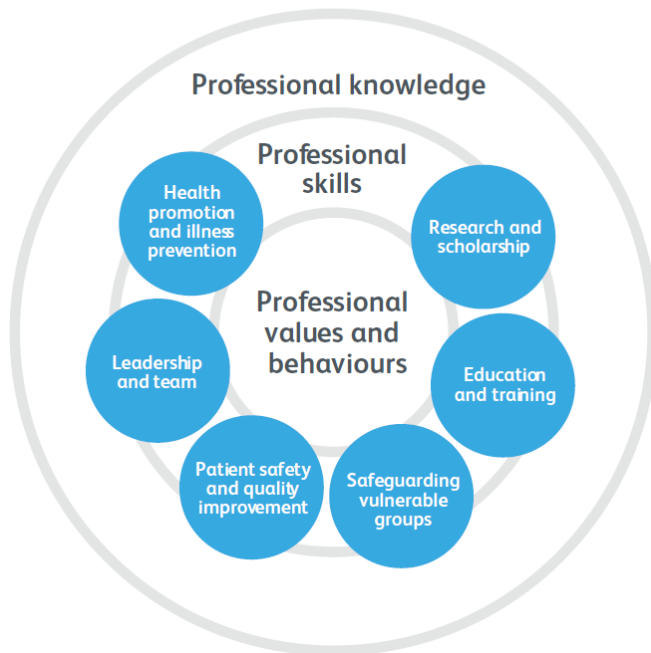 Professional knowledge
Professional
skills
Health
promotion
and illness
prevention
Research and
scholarship
Professional
values and
behaviours
Leadership
and team
Education
and training
Patient safety
and quality
improvement
Safeguarding
vulnerable
groups